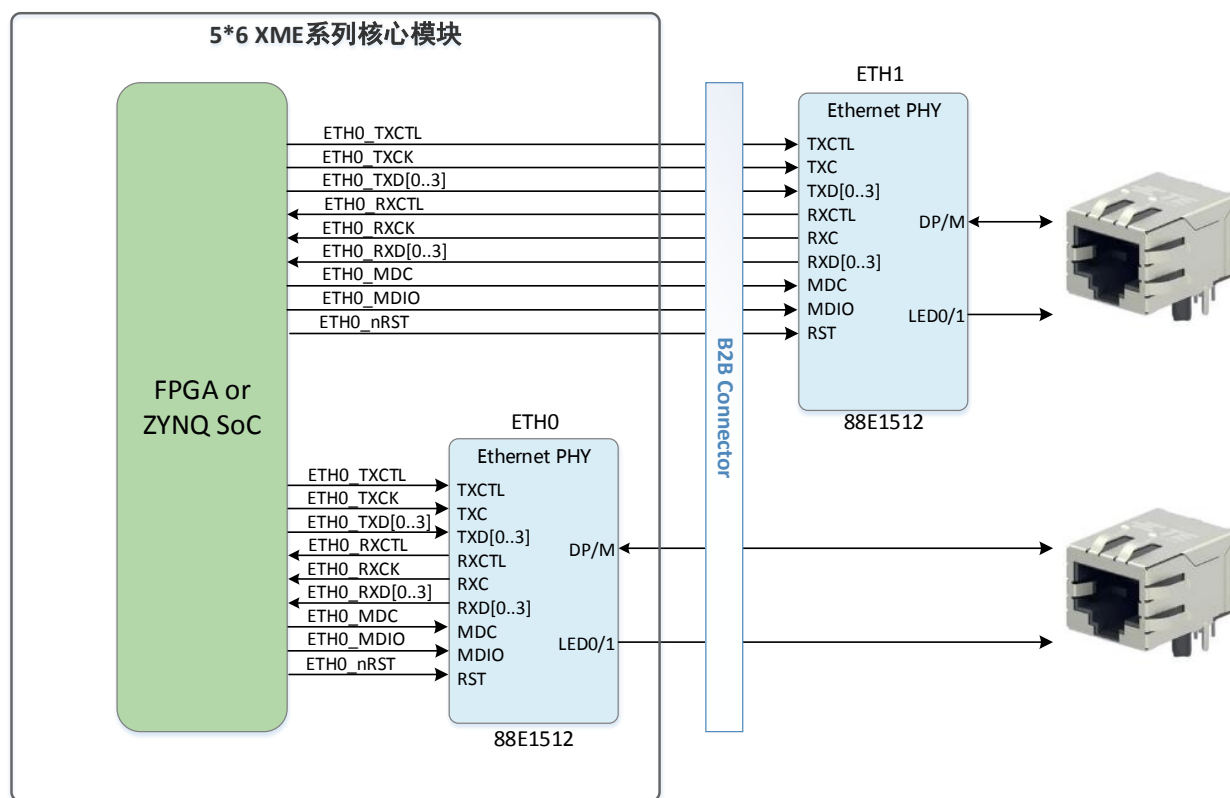 5*6 XME系列核心模块
FPGA or
ZYNQ SoC
ETH0_TXCTL
ETH0_TXCK
ETH0_TXD[0..3]
ETH0_RXCTL
ETH0_RXCK
ETH0_RXD[0..3]
ETH0_MDC
ETH0_MDIO
ETH0_nRST
B2B Connector
ETH1
Ethernet PHY
TXCTL
TXC
TXD[0..3]
RXCTL
RXC
RXD[0..3]
MDC
MDIO
RST
DP/M
LED0/1
88E1512
ETH0_TXCTL
ETH0_TXCK
ETH0_TXD[0..3]
ETH0_RXCTL
ETH0_RXCK
ETH0_RXD[0..3]
ETH0_MDC
ETH0_MDIO
ETH0_nRST
ETH0
Ethernet PHY
TXCTL
TXC
TXD[0..3]
RXCTL
RXC
RXD[0..3]
MDC
MDIO
RST
DP/M
LED0/1
88E1512